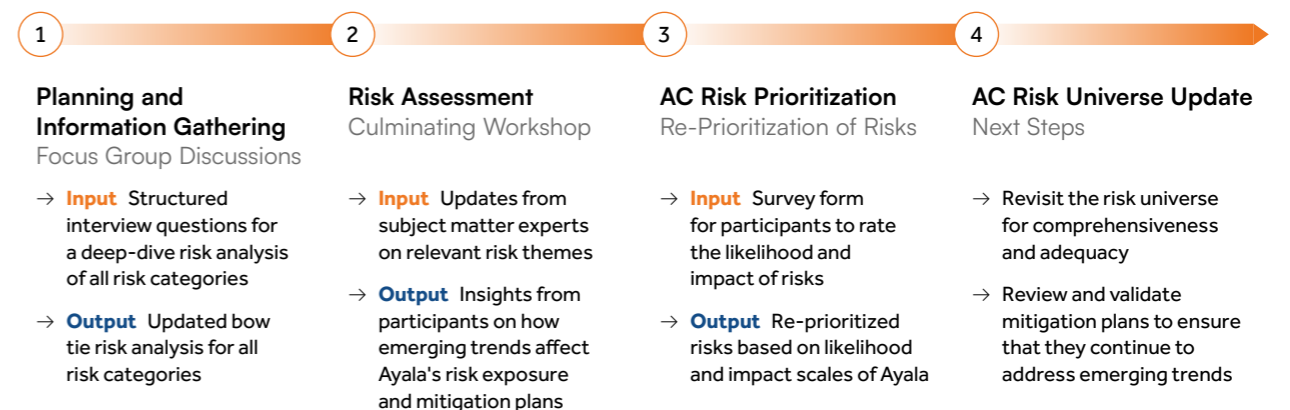 1
2
3
4
Planning and
Information Gathering
Focus Group Discussions
→ Input Structured
interview questions for
a deep-dive risk analysis
of all risk categories
→ Output Updated bow
tie risk analysis for all
risk categories
Risk Assessment
Culminating Workshop
→ Input Updates from
subject matter experts
on relevant risk themes
→ Output Insights from
participants on how
emerging trends affect
Ayala's risk exposure
and mitigation plans
AC Risk Prioritization
Re-Prioritization of Risks
→ Input Survey form
for participants to rate
the likelihood and
impact of risks
→ Output Re-prioritized
risks based on likelihood
and impact scales of Ayala
AC Risk Universe Update
Next Steps
→ Revisit the risk universe
for comprehensiveness
and adequacy
→ Review and validate
mitigation plans to ensure
that they continue to
address emerging trends